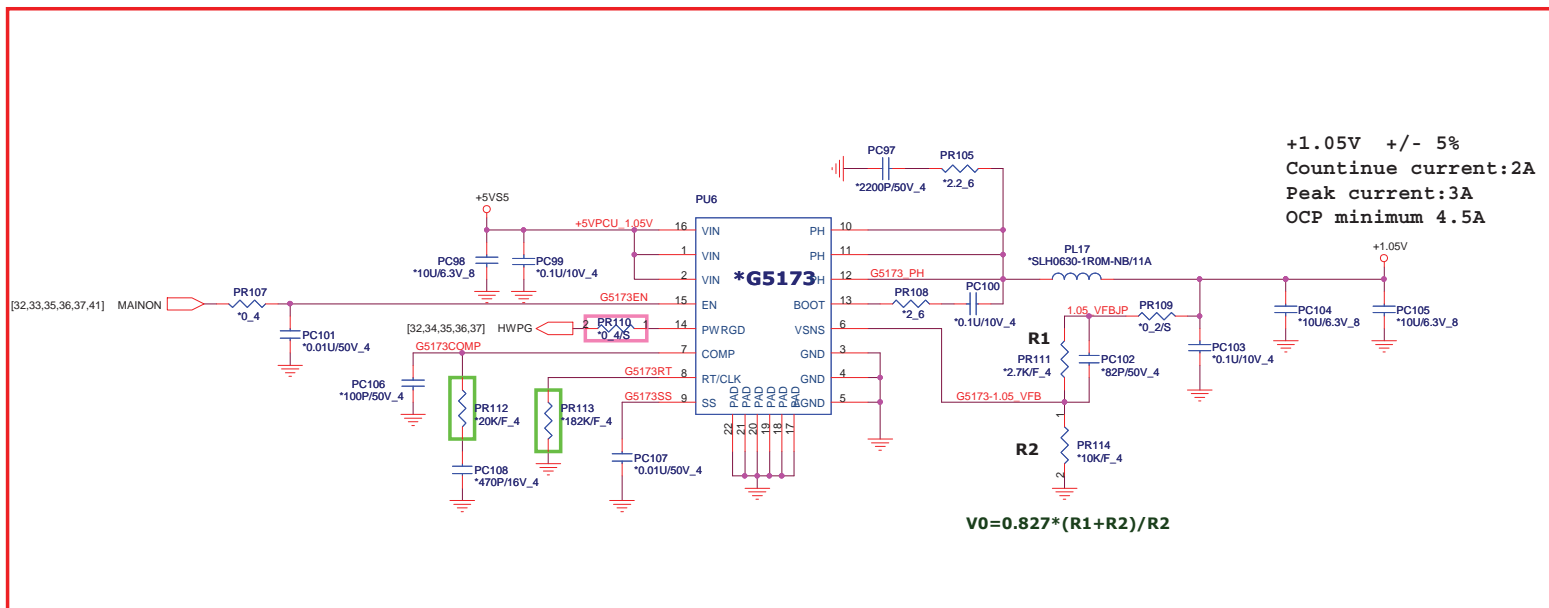 +1.05V +/- 5%
Countinue current:2A
Peak current:3A
OCP minimum 4.5A
+1.05V
PC97
*2200P/50V_4
PR105
*2.2_6
PU6
+5VS5
+5VPCU_1.05V
PC98
*10U/6.3V_8
PC99
*0.1U/10V_4
16 VIN
1 VIN
2 VIN
15 EN
14 PWRGD
7 COMP
8 RT/CLK
9 SS
*G5173
PH 10
PH 11
PH 12
BOOT 13
VSNS 6
GND 3
GND 4
AGND 5
PAD PAD PAD PAD PAD PAD
22 21 20 19 18 17
G5173_PH
PL17
*SLH0630-1R0M-NB/11A
PR108
*2_6
PC100
*0.1U/10V_4
[32,33,35,36,37,41] MAINON
PR107
*0_4
G5173EN
PC101
*0.01U/50V_4
[32,34,35,36,37] HWPG
2 PR110 1
*0_4/S
G5173COMP
PC106
*100P/50V_4
PR112
*20K/F_4
PC108
*470P/16V_4
G5173RT
PR113
*182K/F_4
G5173SS
PC107
*0.01U/50V_4
1.05_VFBJP
PR109
*0_2/S
R1
PR111
*2.7K/F_4
PC102
*82P/50V_4
PC103
*0.1U/10V_4
PC104
*10U/6.3V_8
PC105
*10U/6.3V_8
G5173-1.05_VFB
R2
1
PR114
*10K/F_4
2
V0=0.827*(R1+R2)/R2